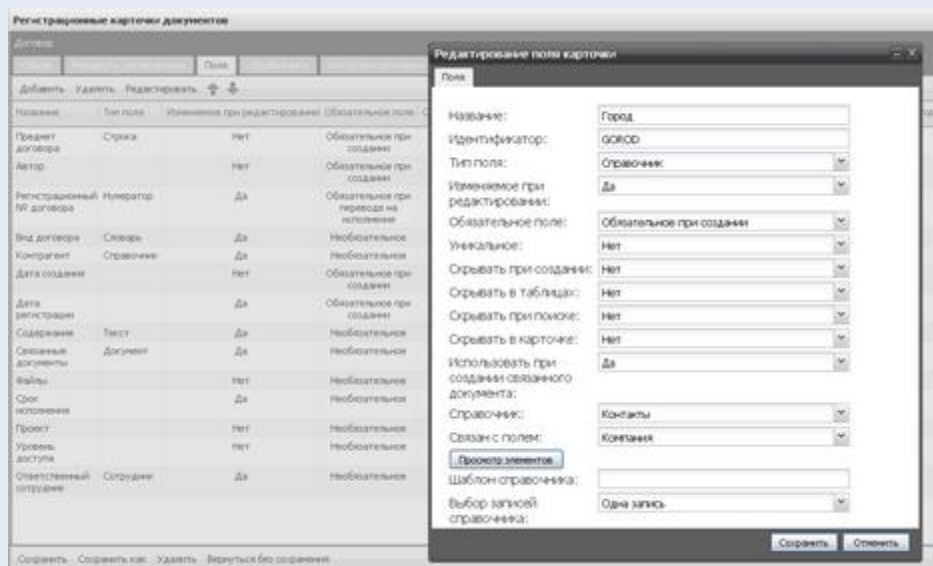 Регистрационные карточки документов
Договор
Поля
Добавить Удалить Редактировать
Название Тип поля Изменяемое при редактировании Обязательное поле
Предмет договора Строка Нет Обязательное при создании
Автор Нет Обязательное при создании
Регистрационный № договора Нумератор Да Обязательное при переводе на исполнение
Вид договора Словарь Да Необязательное
Контрагент Справочник Да Необязательное
Дата создания Нет Обязательное при создании
Дата регистрации Да Обязательное при создании
Содержание Текст Да Необязательное
Связанные документы Документ Да Необязательное
Файлы Нет Необязательное
Срок исполнения Да Необязательное
Проект Нет Необязательное
Уровень доступа Нет Необязательное
Ответственный сотрудник Сотрудник Да Необязательное
Сохранить Сохранить как Удалить Вернуться без сохранения
Редактирование поля карточки
Поля
Название: Город
Идентификатор: GOROD
Тип поля: Справочник
Изменяемое при редактировании: Да
Обязательное поле: Обязательное при создании
Уникальное: Нет
Скрывать при создании: Нет
Скрывать в таблицах: Нет
Скрывать при поиске: Нет
Скрывать в карточке: Нет
Использовать при создании связанного документа: Да
Справочник: Контакты
Связан с полем: Компания
Просмотр элементов
Шаблон справочника:
Выбор записей справочника: Одна запись
Сохранить Отменить